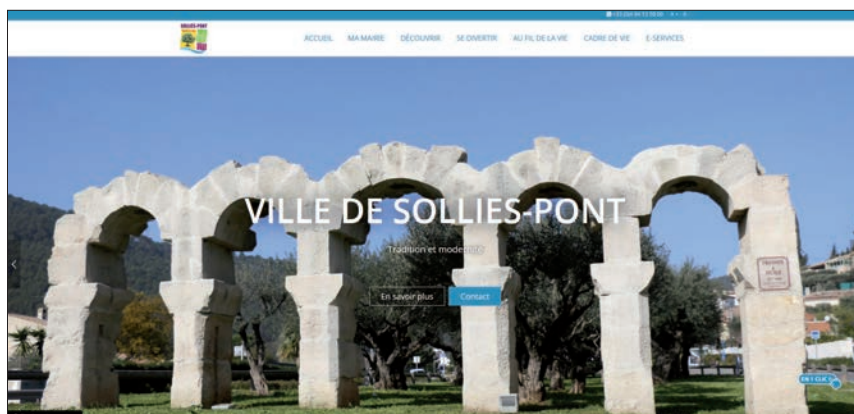 SOLLIES-PONT
ACCUEIL MA MAIRIE DÉCOUVRIR SE DIVERTIR AU FIL DE LA VIE CADRE DE VIE E-SERVICES
VILLE DE SOLLIES-PONT
Tradition et modernité
En savoir plus Contact
EN 1 CLIC